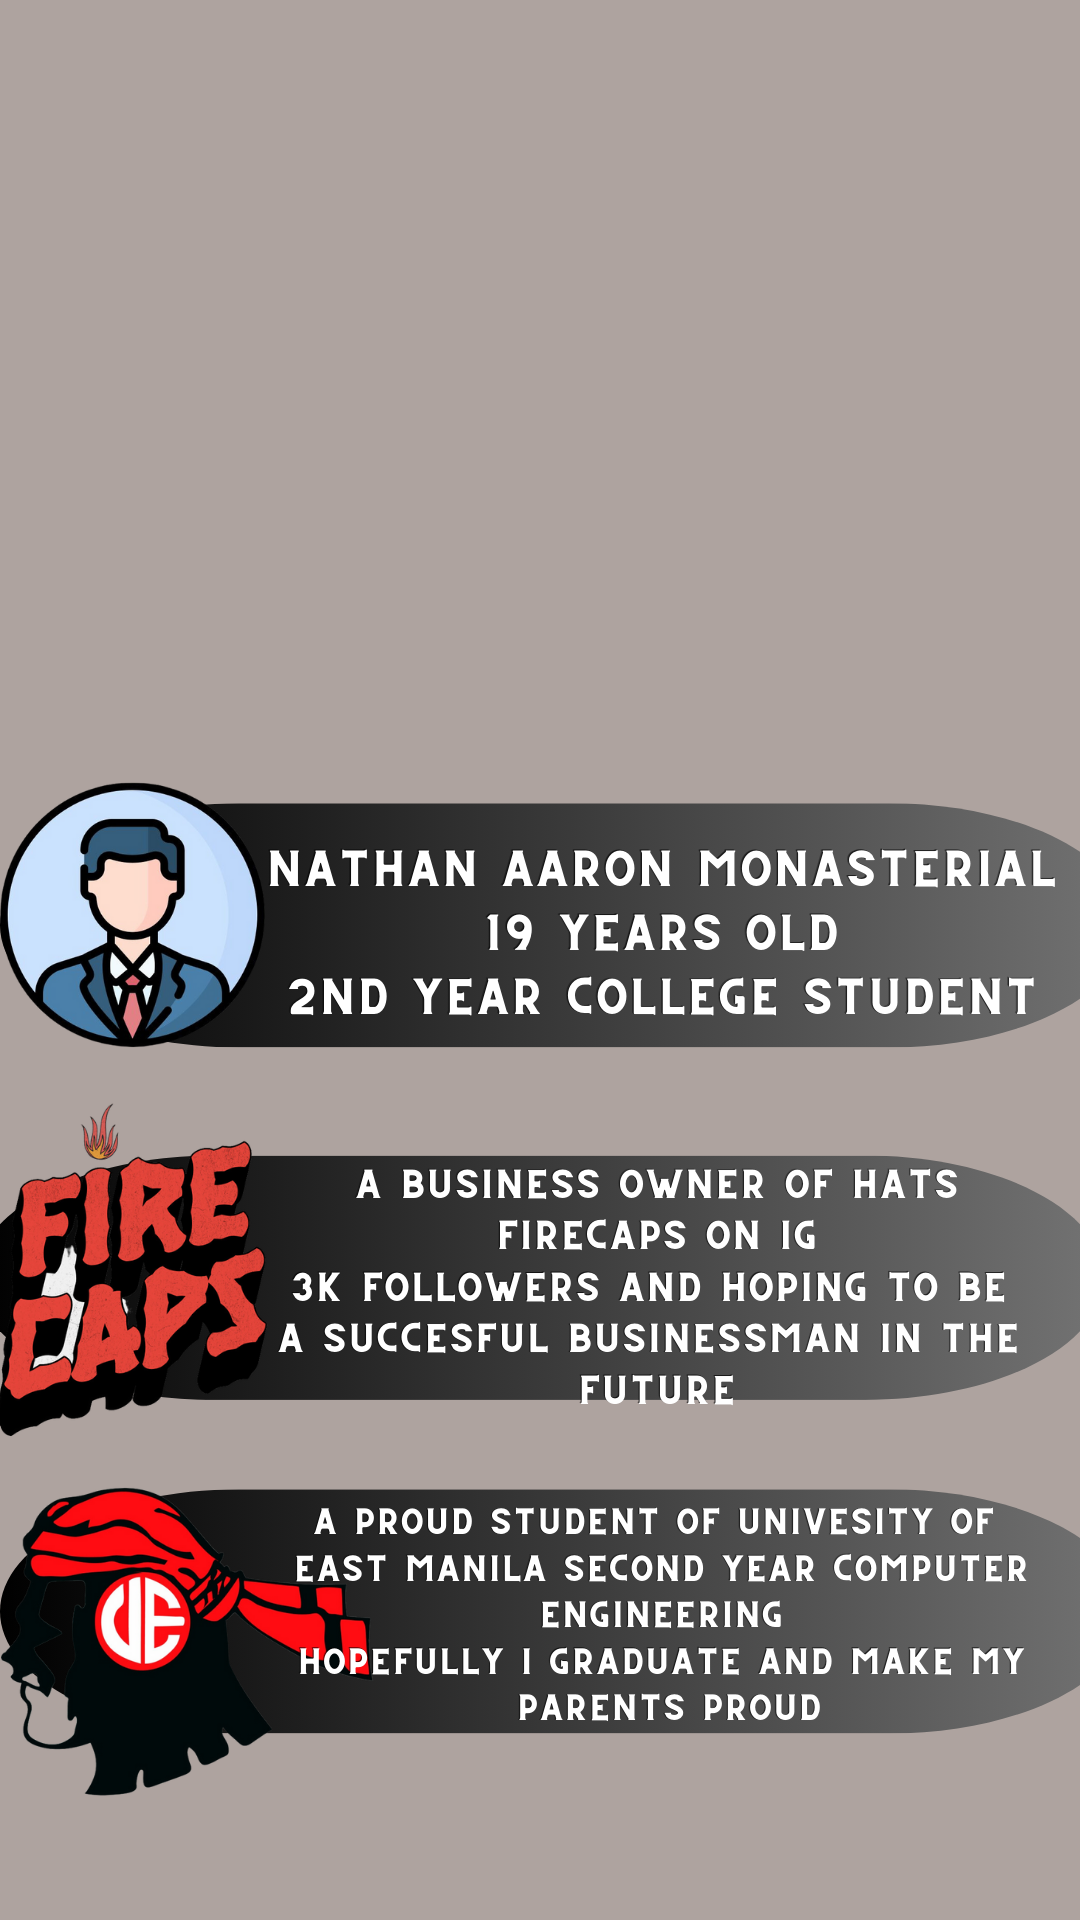 NATHAN AARON MONASTERIAL
19 YEARS OLD
2ND YEAR COLLEGE STUDENT
FIRE
CAPS
A BUSINESS OWNER OF HATS
FIRECAPS ON IG
3K FOLLOWERS AND HOPING TO BE
A SUCCESFUL BUSINESSMAN IN THE
FUTURE
UE
A PROUD STUDENT OF UNIVESITY OF
EAST MANILA SECOND YEAR COMPUTER
ENGINEERING
HOPEFULLY I GRADUATE AND MAKE MY
PARENTS PROUD